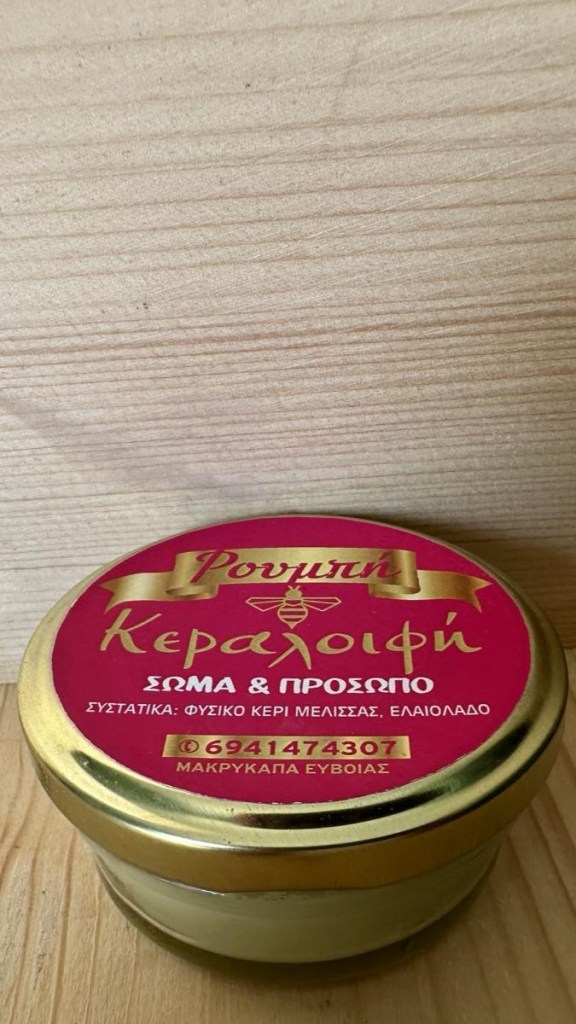 Ρουμπή
Κεραλοιφή
ΣΩΜΑ & ΠΡΟΣΩΠΟ
ΣΥΣΤΑΤΙΚΑ: ΦΥΣΙΚΟ ΚΕΡΙ ΜΕΛΙΣΣΑΣ, ΕΛΑΙΟΛΑΔΟ
✆6941474307
ΜΑΚΡΥΚΑΠΑ ΕΥΒΟΙΑΣ